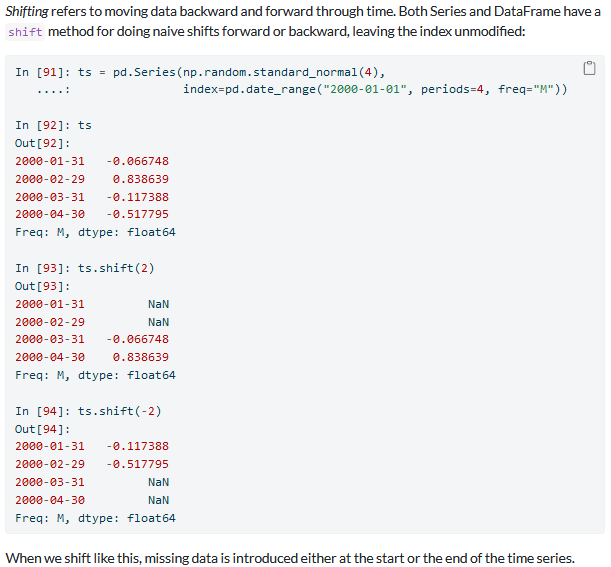 Shifting refers to moving data backward and forward through time. Both Series and DataFrame have a
shift method for doing naive shifts forward or backward, leaving the index unmodified:
In [91]: ts = pd.Series(np.random.standard_normal(4),
   ....:                index=pd.date_range("2000-01-01", periods=4, freq="M"))
In [92]: ts
Out[92]:
2000-01-31   -0.066748
2000-02-29    0.838639
2000-03-31   -0.117388
2000-04-30   -0.517795
Freq: M, dtype: float64
In [93]: ts.shift(2)
Out[93]:
2000-01-31         NaN
2000-02-29         NaN
2000-03-31   -0.066748
2000-04-30    0.838639
Freq: M, dtype: float64
In [94]: ts.shift(-2)
Out[94]:
2000-01-31   -0.117388
2000-02-29   -0.517795
2000-03-31         NaN
2000-04-30         NaN
Freq: M, dtype: float64
When we shift like this, missing data is introduced either at the start or the end of the time series.